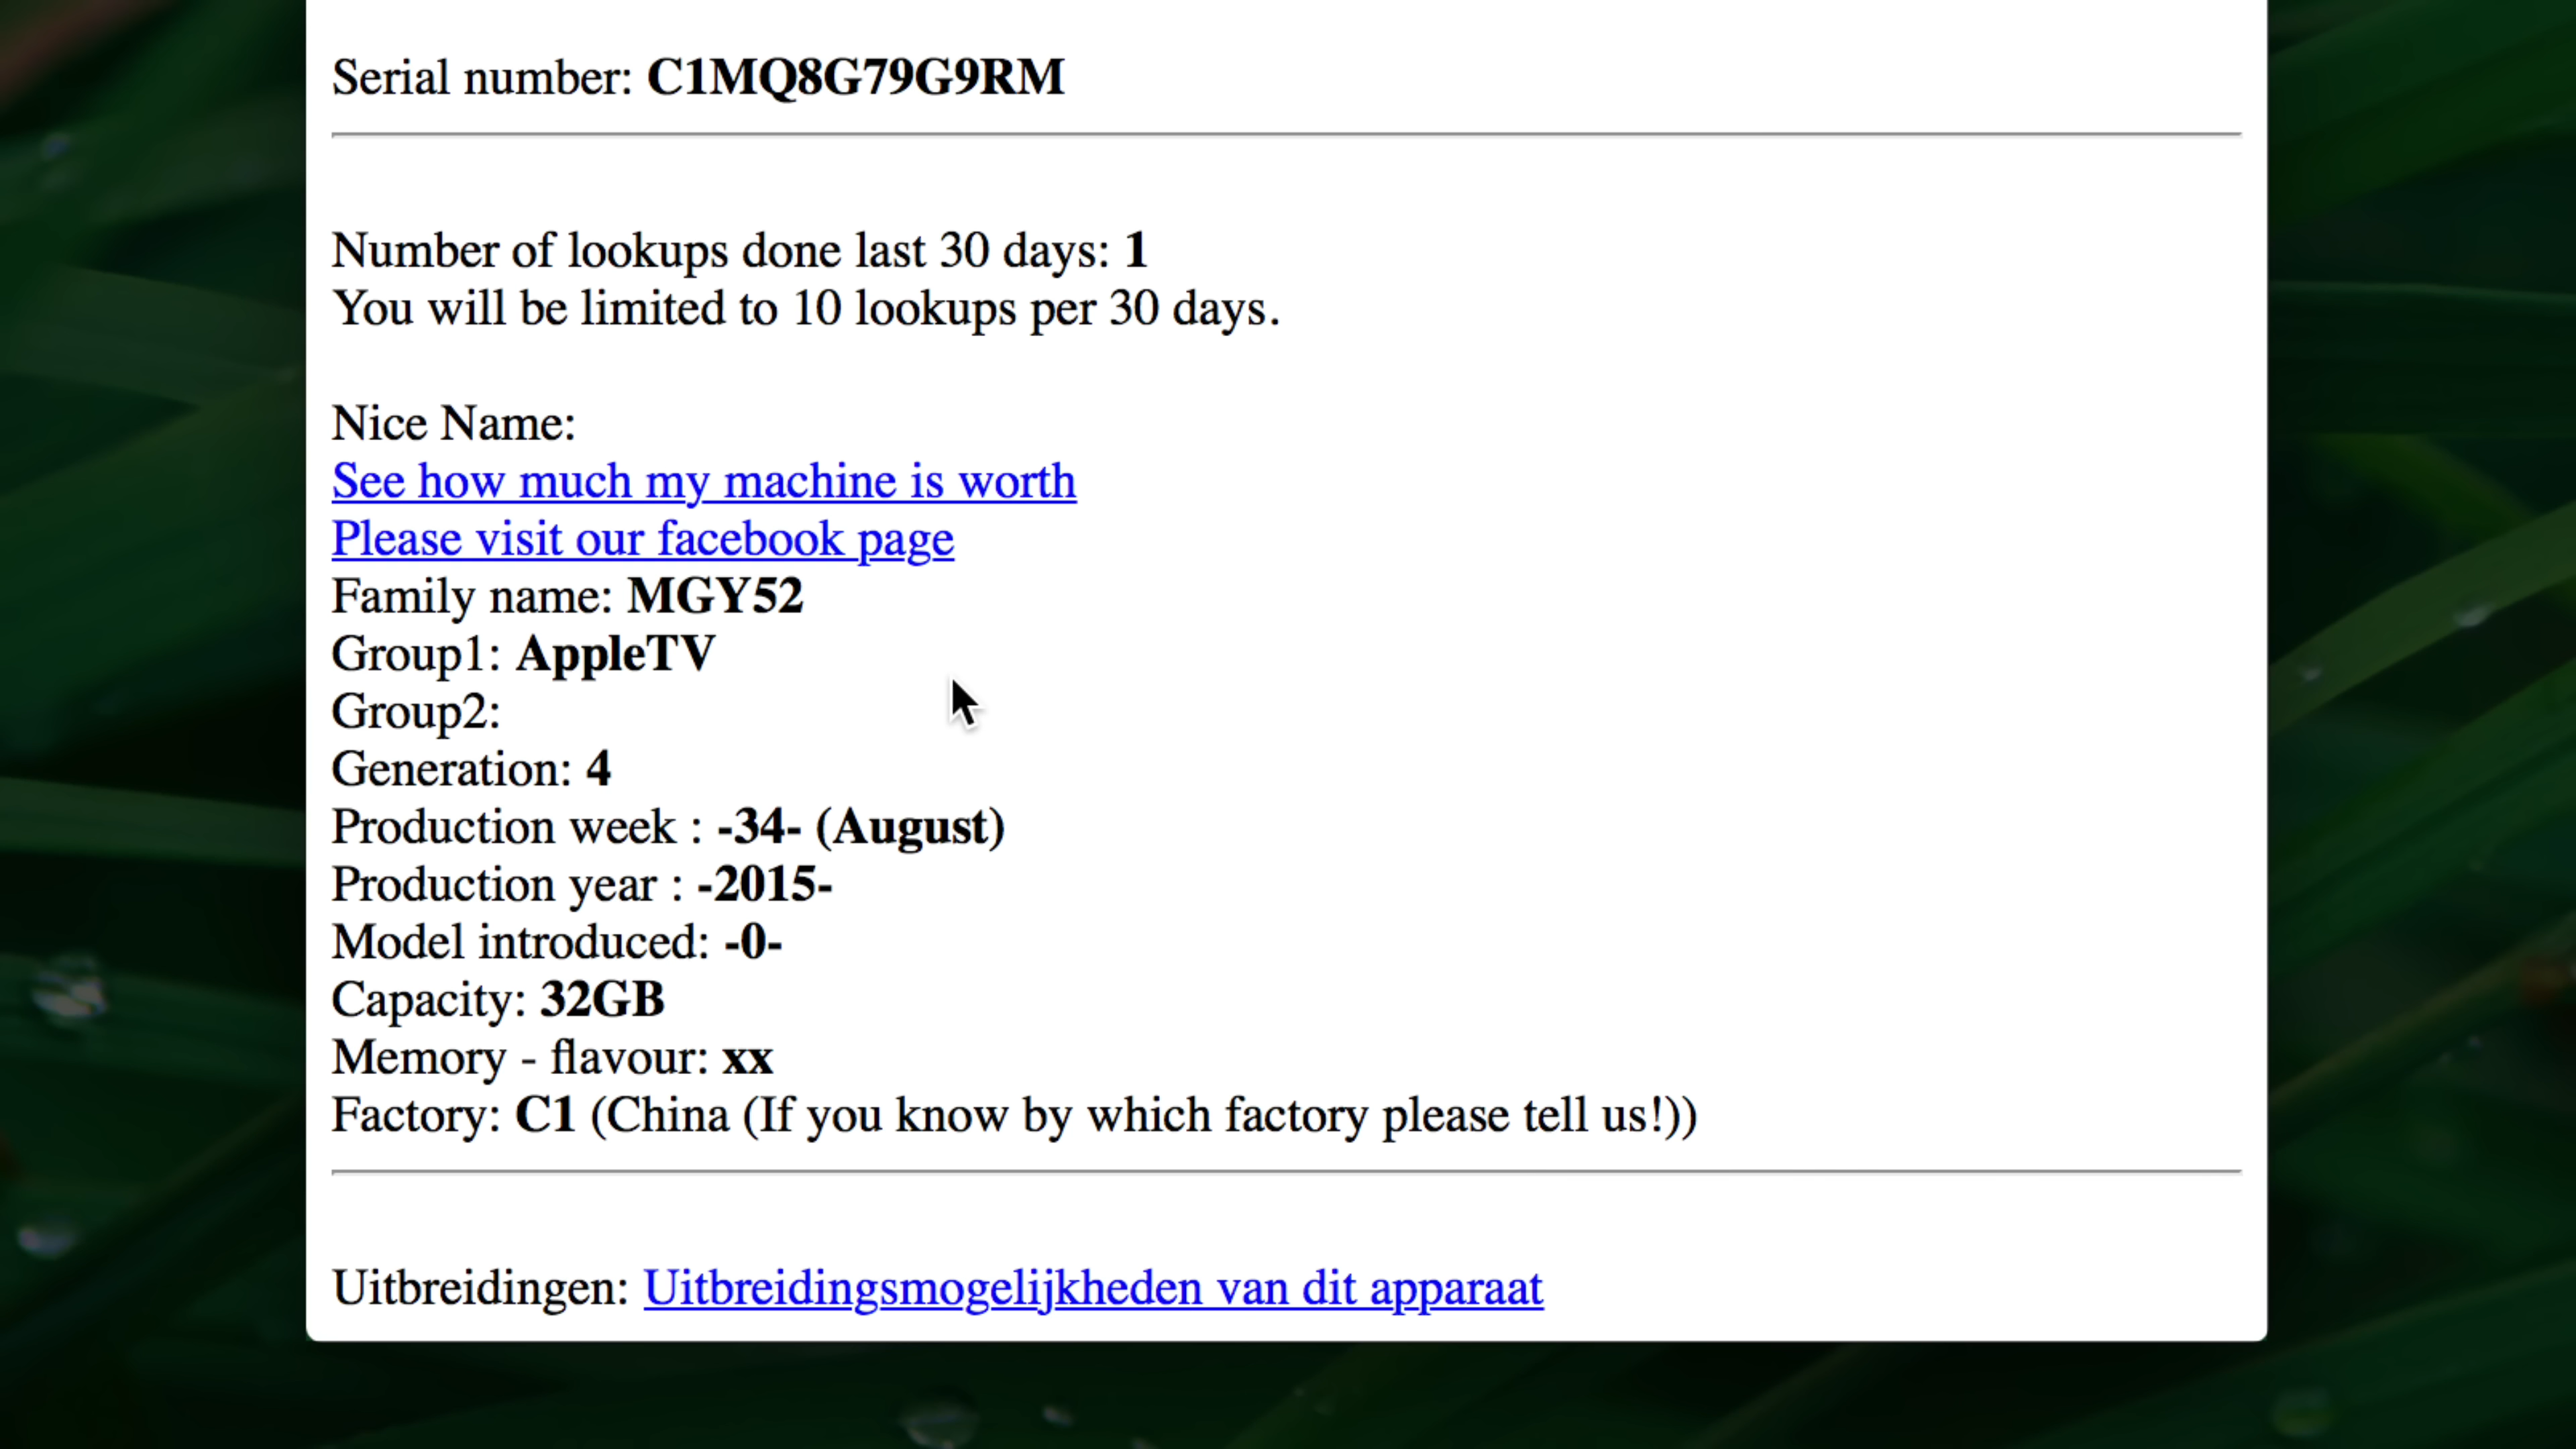 Serial number: C1MQ8G79G9RM
Number of lookups done last 30 days: 1
You will be limited to 10 lookups per 30 days.
Nice Name:
See how much my machine is worth
Please visit our facebook page
Family name: MGY52
Group1: AppleTV
Group2:
Generation: 4
Production week : -34- (August)
Production year : -2015-
Model introduced: -0-
Capacity: 32GB
Memory - flavour: xx
Factory: C1 (China (If you know by which factory please tell us!))
Uitbreidingen: Uitbreidingsmogelijkheden van dit apparaat